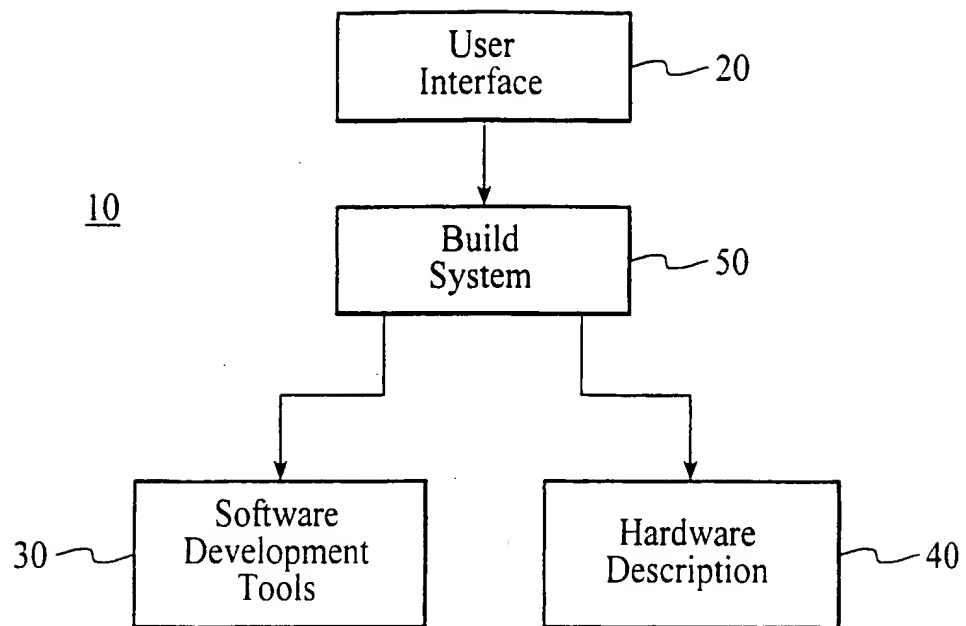 User
Interface
20
10
Build
System
50
Software
Development
Tools
30
Hardware
Description
40